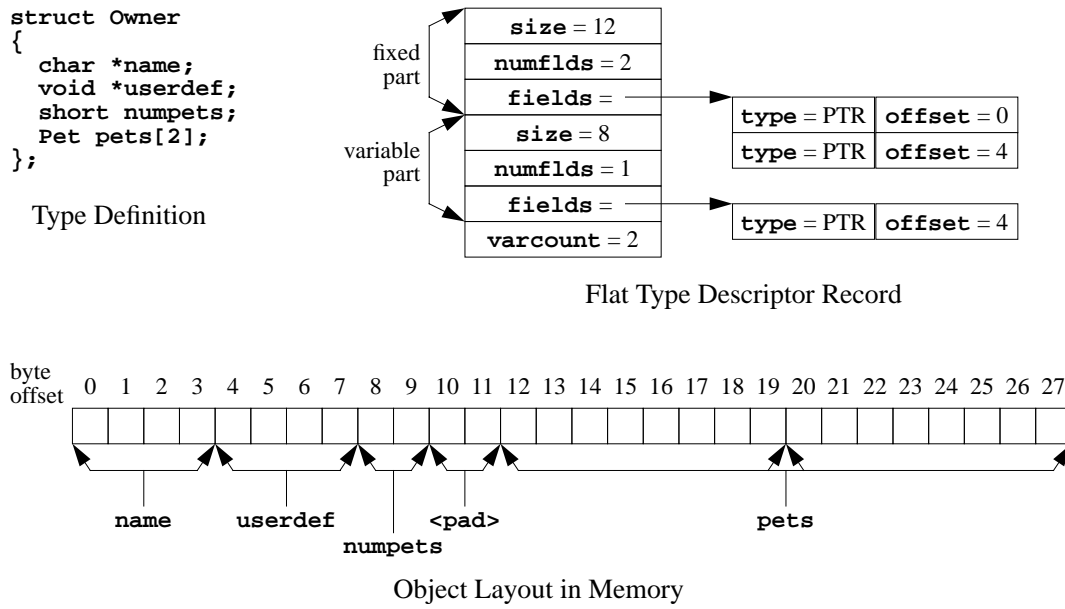 struct Owner
{
char *name;
void *userdef;
short numpets;
Pet pets[2];
};
Type Definition
fixed
part
variable
part
size = 12
numflds = 2
fields =
size = 8
numflds = 1
fields =
varcount = 2
type = PTR offset = 0
type = PTR offset = 4
type = PTR offset = 4
Flat Type Descriptor Record
byte
offset
0 1 2 3 4 5 6 7 8 9 10 11 12 13 14 15 16 17 18 19 20 21 22 23 24 25 26 27
name userdef numpets <pad> pets
Object Layout in Memory